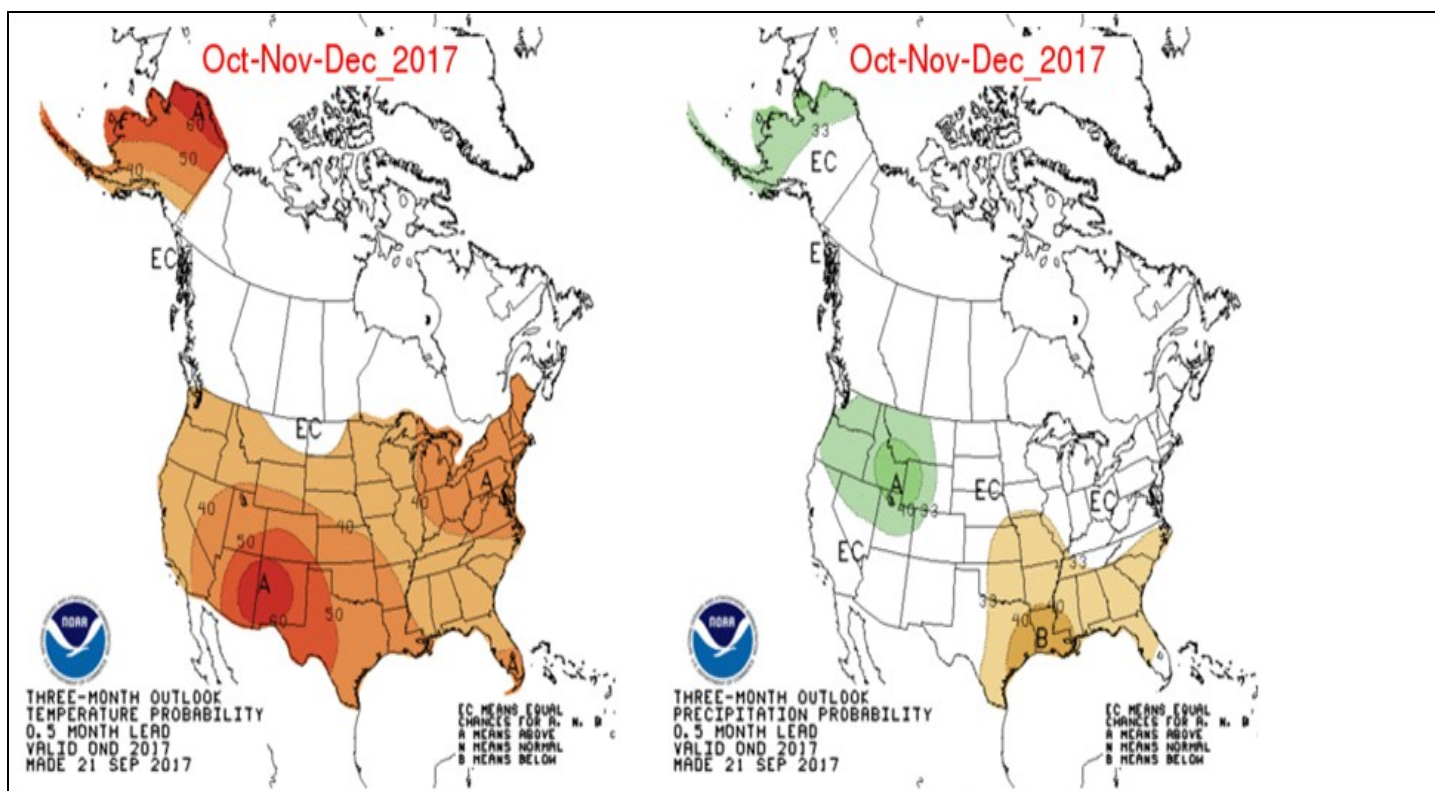 Oct-Nov-Dec_2017
A
60
50
40
EC
EC
A
40
40
40
50
A
50
60
A
NOAA
THREE-MONTH OUTLOOK
TEMPERATURE PROBABILITY
0.5 MONTH LEAD
VALID OND 2017
MADE 21 SEP 2017
EC MEANS EQUAL
CHANCES FOR A, N, B
A MEANS ABOVE
N MEANS NORMAL
B MEANS BELOW
Oct-Nov-Dec_2017
33
EC
E
A
EC
40
33
EC
EC
33
33
40
40
B
NOAA
THREE-MONTH OUTLOOK
PRECIPITATION PROBABILITY
0.5 MONTH LEAD
VALID OND 2017
MADE 21 SEP 2017
EC MEANS EQUAL
CHANCES FOR A, N, B
A MEANS ABOVE
N MEANS NORMAL
B MEANS BELOW